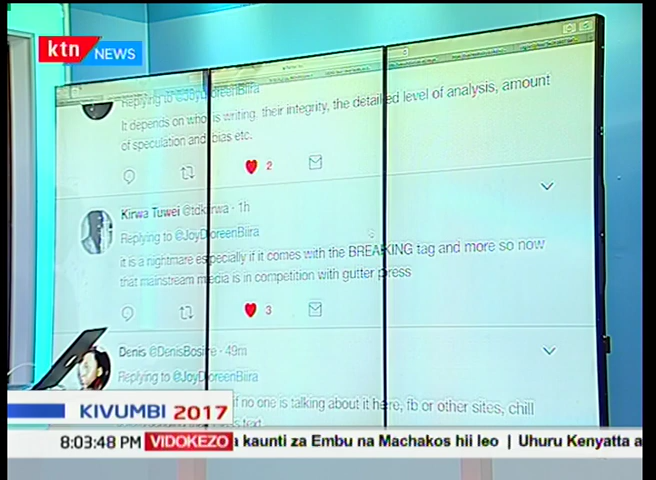 ktn NEWS
Replying to @JoyDoreenBiira
It depends on who is writing, their integrity, the detailed level of analysis, amount
of speculation and bias etc.
2
Kirwa Tuwei @tdkirwa · 1h
Replying to @JoyDoreenBiira
it is a nightmare especially if it comes with the BREAKING tag and more so now
that mainstream media is in competition with gutter press
3
Denis @DenisBosire · 49m
Replying to @JoyDoreenBiira
if no one is talking about it here, fb or other sites, chill
text
KIVUMBI 2017
8:03:48 PM VIDOKEZO a kaunti za Embu na Machakos hii leo | Uhuru Kenyatta a